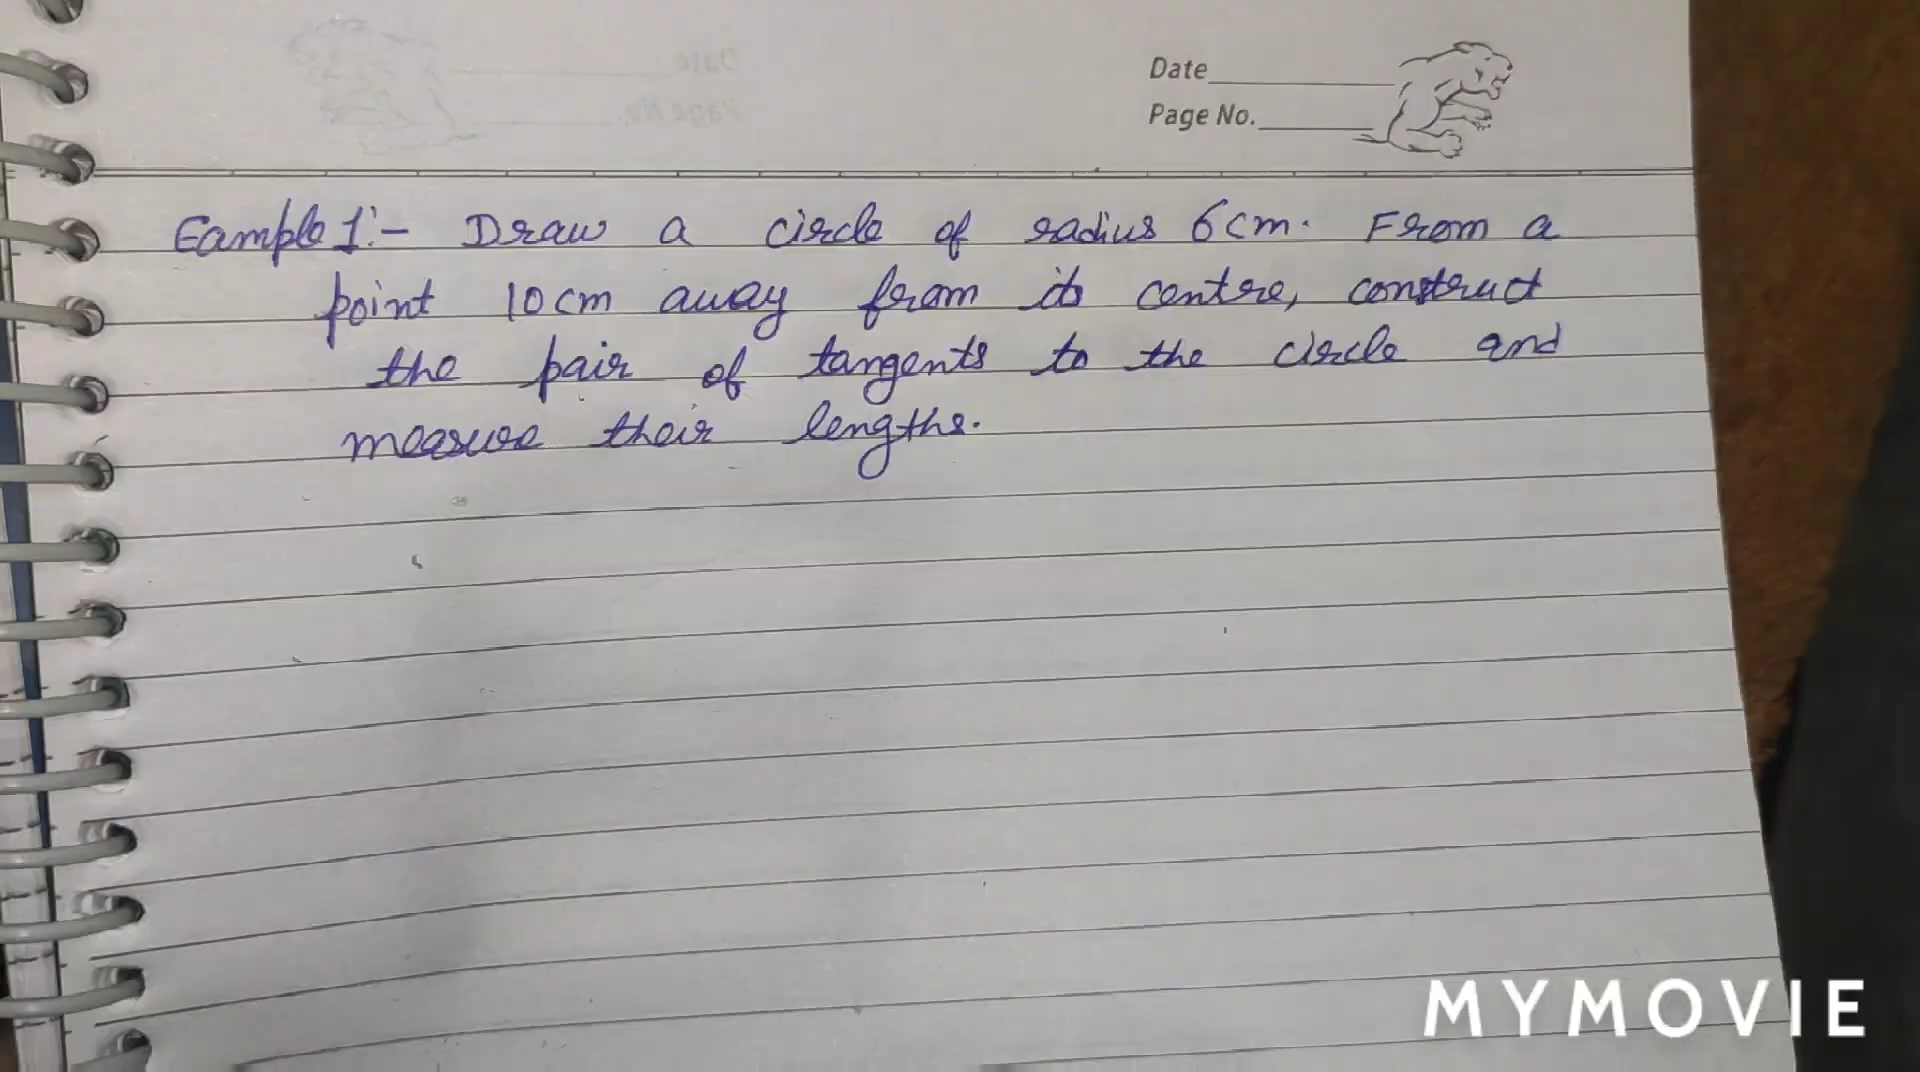 Date
Page No.
Eample 1:- Draw a circle of radius 6cm. From a
point 10cm away from its centre, construct
the pair of tangents to the circle and
measure their lengths.
MYMOVIE